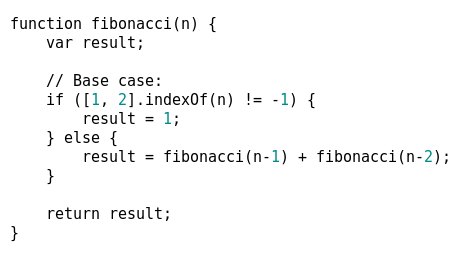 function fibonacci(n) {
    var result;

    // Base case:
    if ([1, 2].indexOf(n) != -1) {
        result = 1;
    } else {
        result = fibonacci(n-1) + fibonacci(n-2);
    }

    return result;
}